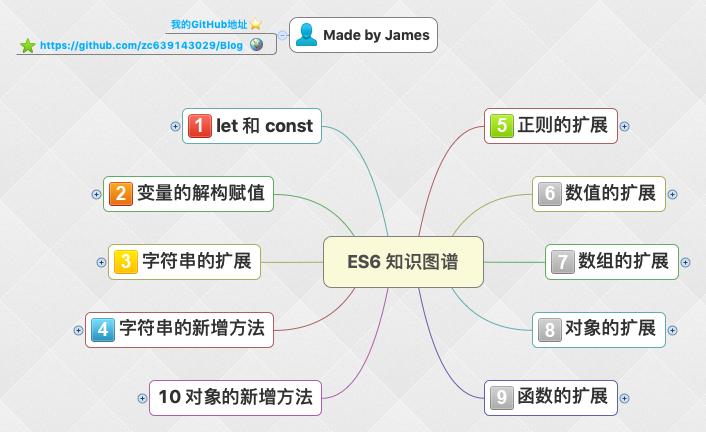 我的GitHub地址
https://github.com/zc639143029/Blog
Made by James
1 let 和 const
2 变量的解构赋值
3 字符串的扩展
4 字符串的新增方法
10 对象的新增方法
ES6 知识图谱
5 正则的扩展
6 数值的扩展
7 数组的扩展
8 对象的扩展
9 函数的扩展